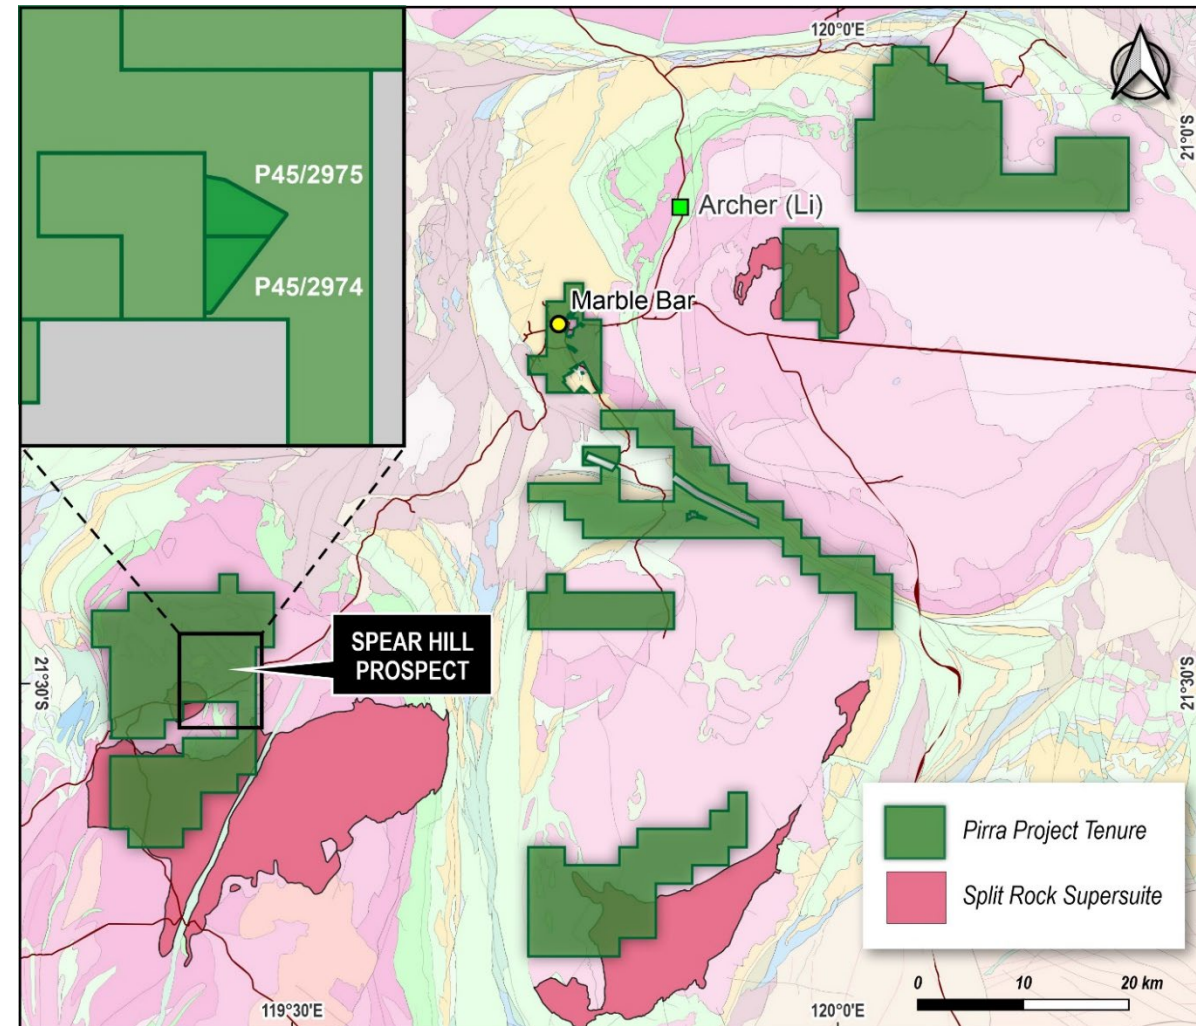 120°0'E
P45/2975
P45/2974
21°0'S
Archer (Li)
Marble Bar
SPEAR HILL
PROSPECT
21°30'S
21°30'S
Pirra Project Tenure
Split Rock Supersuite
0 10 20 km
119°30'E
120°0'E